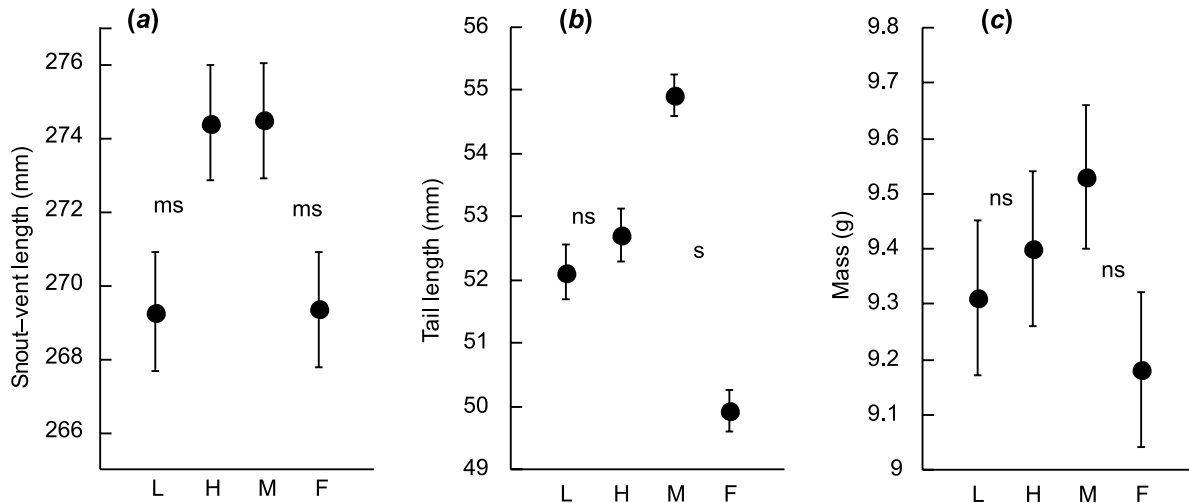 (a)
Snout–vent length (mm)
276
274
272
270
268
266
ms
ms
L H M F
(b)
Tail length (mm)
56
55
54
53
52
51
50
49
ns
s
L H M F
(c)
Mass (g)
9.8
9.7
9.6
9.5
9.4
9.3
9.2
9.1
9
ns
ns
L H M F